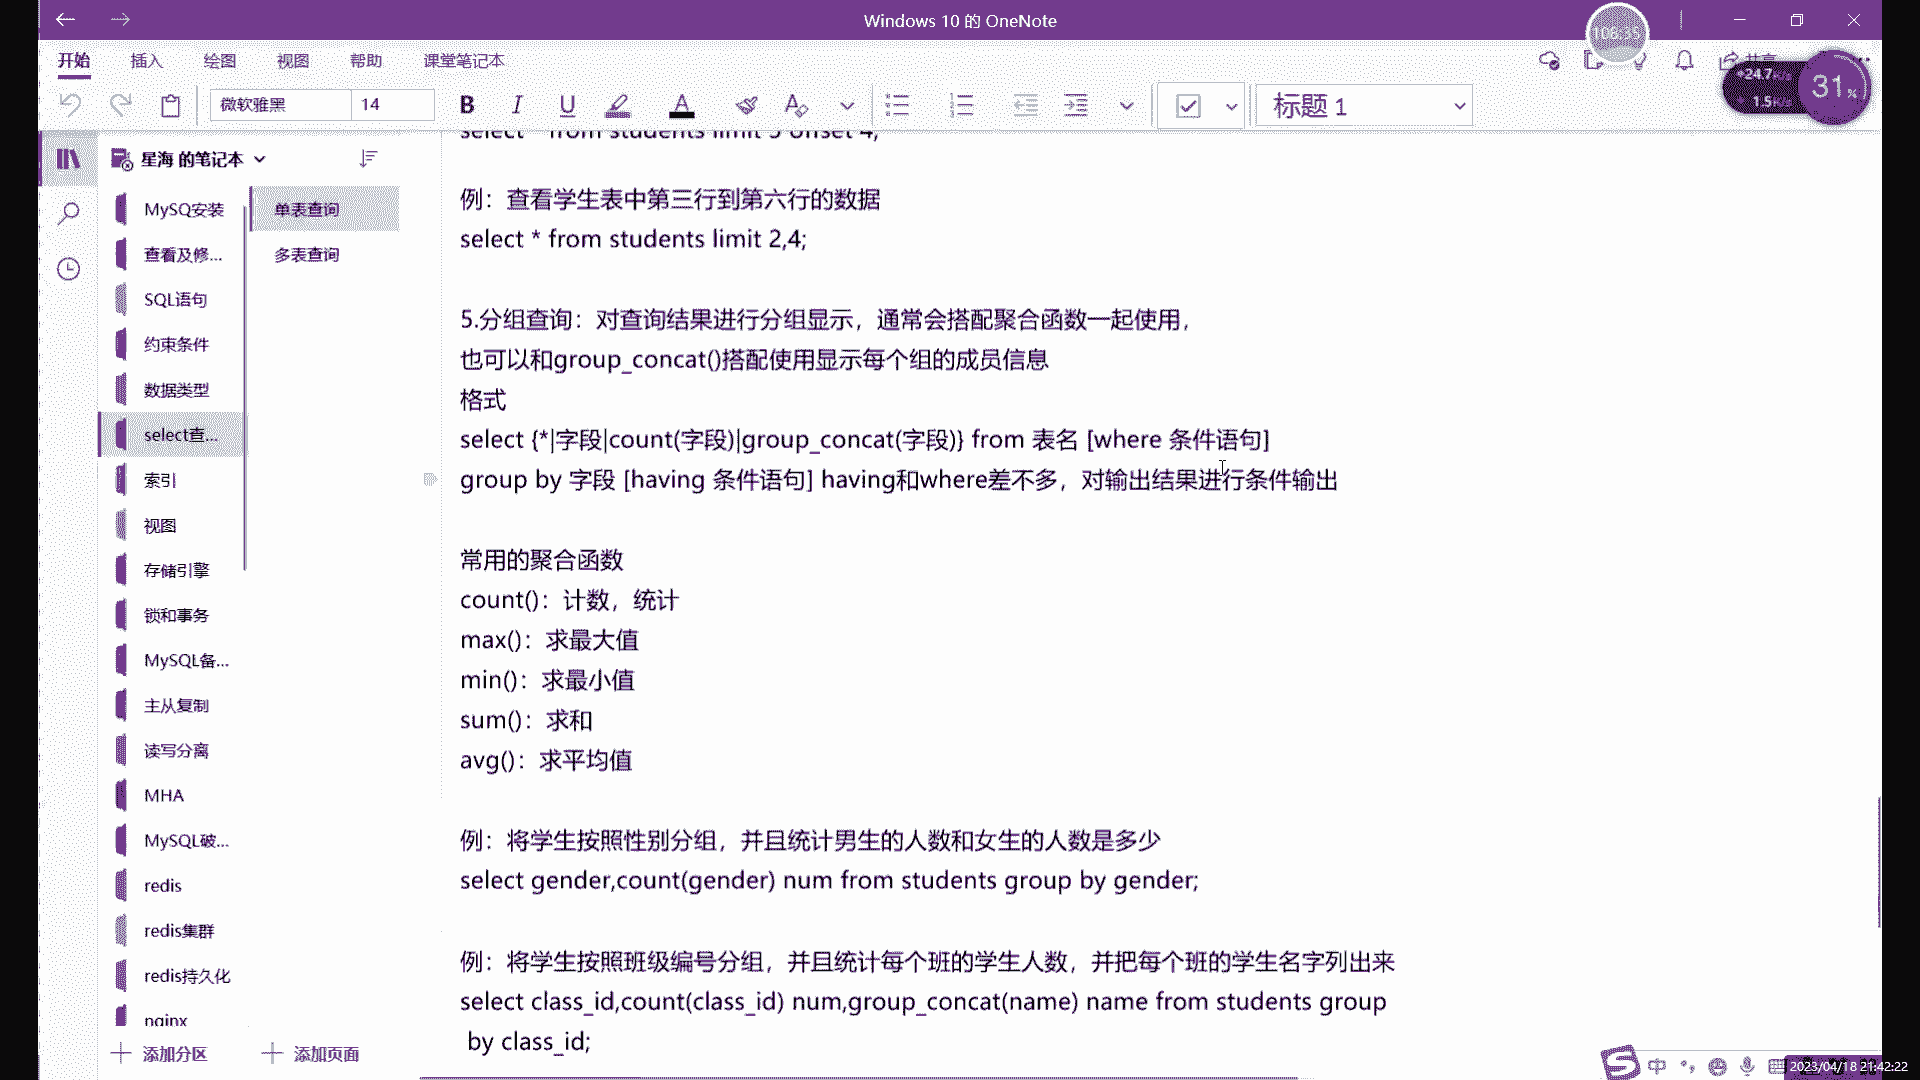 Windows 10 的 OneNote
开始 插入 绘图 视图 帮助 课堂笔记本
共享
24.7
1.5
31%
微软雅黑 14 B I U A 标题 1
星海 的笔记本
MySQ安装
查看及修...
SQL语句
约束条件
数据类型
select查...
索引
视图
存储引擎
锁和事务
MySQL备...
主从复制
读写分离
MHA
MySQL破...
redis
redis集群
redis持久化
nginx
添加分区
单表查询
多表查询
添加页面
例：查看学生表中第三行到第六行的数据
select * from students limit 2,4;
5.分组查询：对查询结果进行分组显示，通常会搭配聚合函数一起使用，
也可以和group_concat()搭配使用显示每个组的成员信息
格式
select {*|字段|count(字段)|group_concat(字段)} from 表名 [where 条件语句]
group by 字段 [having 条件语句] having和where差不多，对输出结果进行条件输出
常用的聚合函数
count()：计数，统计
max()：求最大值
min()：求最小值
sum()：求和
avg()：求平均值
例：将学生按照性别分组，并且统计男生的人数和女生的人数是多少
select gender,count(gender) num from students group by gender;
例：将学生按照班级编号分组，并且统计每个班的学生人数，并把每个班的学生名字列出来
select class_id,count(class_id) num,group_concat(name) name from students group
by class_id;
中
2023/04/18 21:42:22